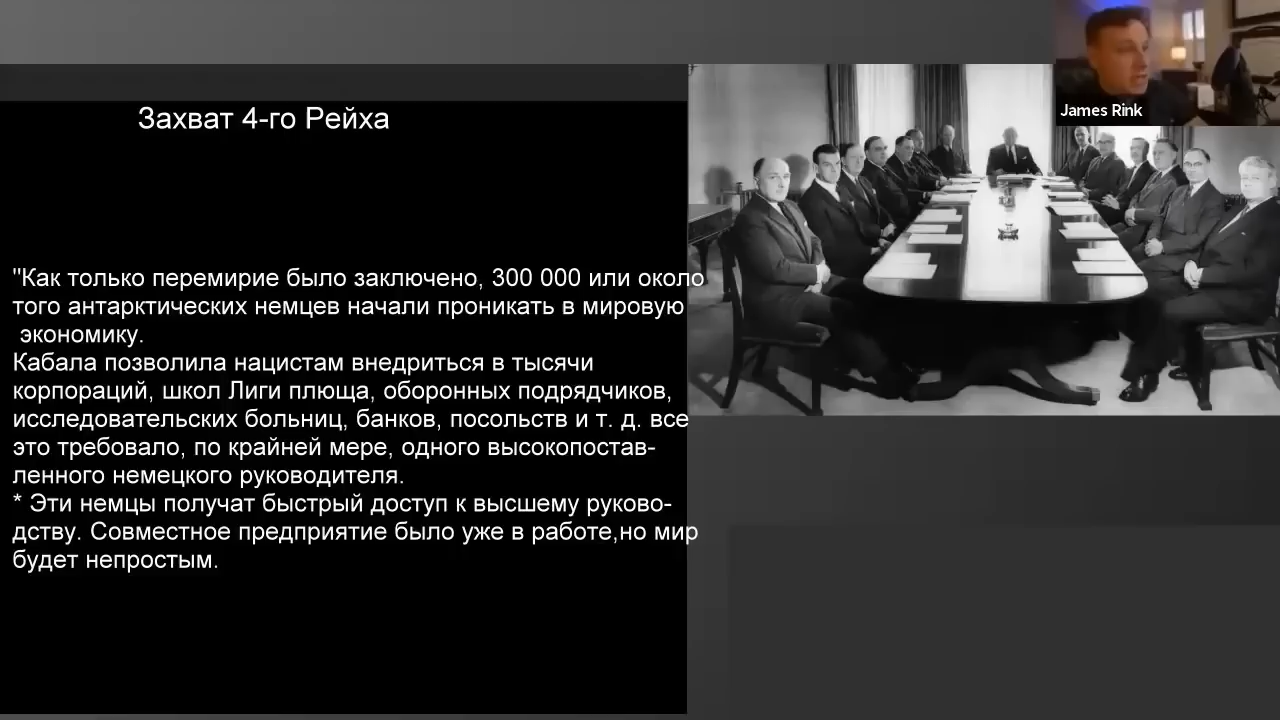 James Rink
Захват 4-го Рейха
"Как только перемирие было заключено, 300 000 или около
того антарктических немцев начали проникать в мировую
экономику.
Кабала позволила нацистам внедриться в тысячи
корпораций, школ Лиги плюща, оборонных подрядчиков,
исследовательских больниц, банков, посольств и т. д. все
это требовало, по крайней мере, одного высокопостав-
ленного немецкого руководителя.
* Эти немцы получат быстрый доступ к высшему руково-
дству. Совместное предприятие было уже в работе,но мир
будет непростым.